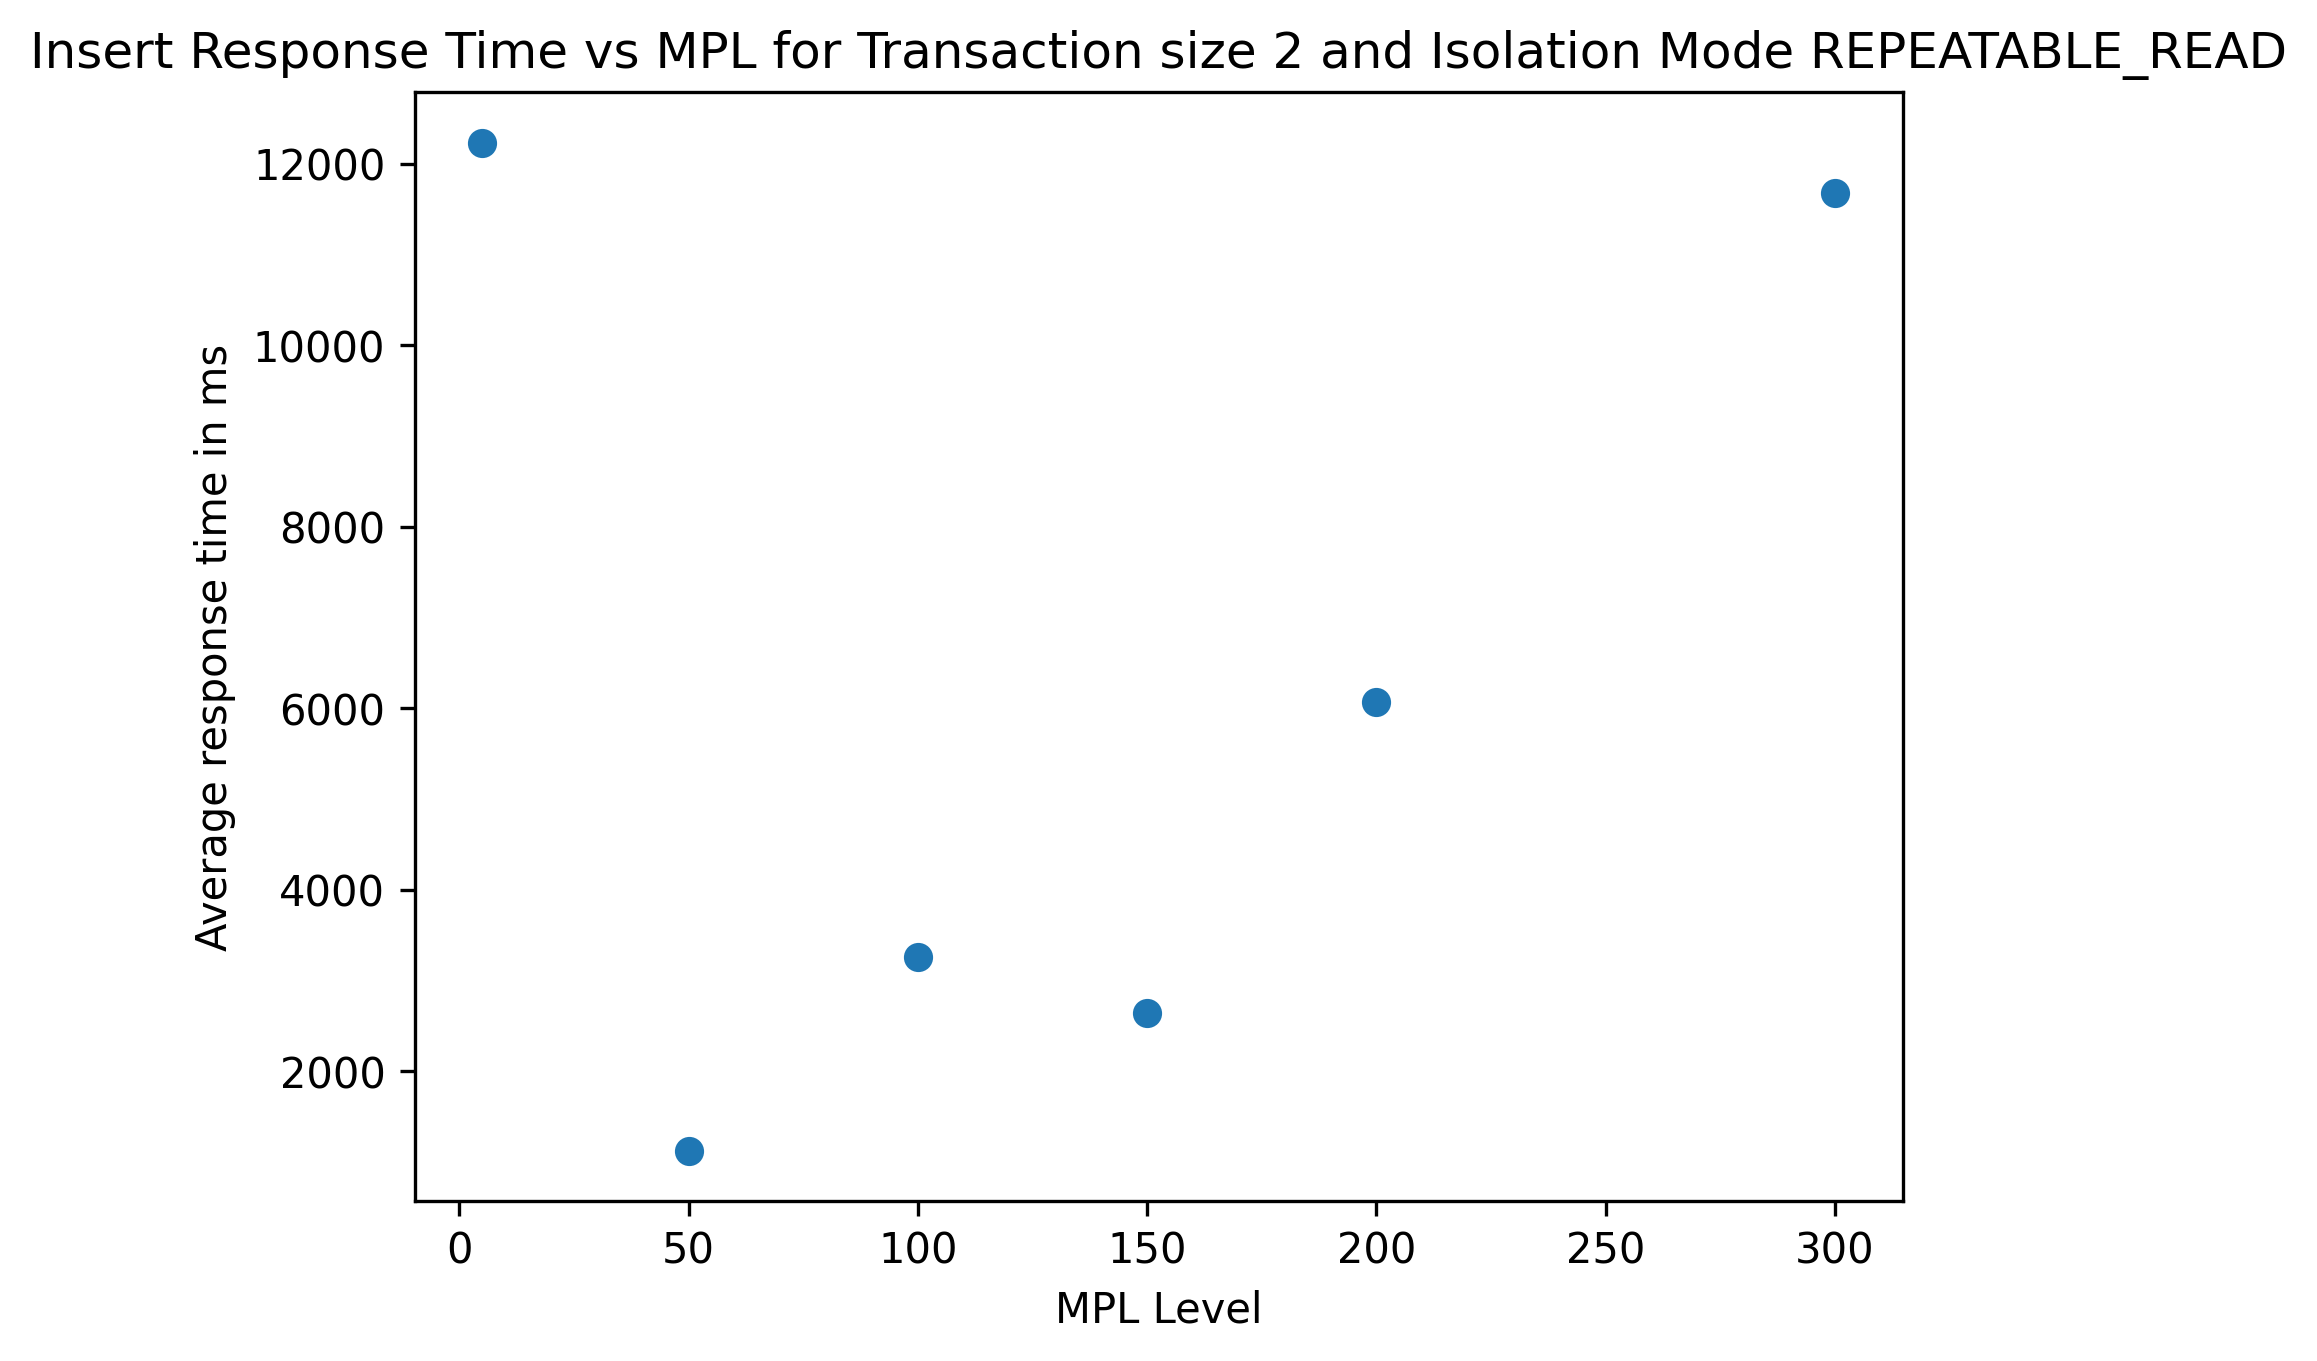 Insert Response Time vs MPL for Transaction size 2 and Isolation Mode REPEATABLE_READ
12000
10000
8000
6000
4000
2000
Average response time in ms
0 50 100 150 200 250 300
MPL Level